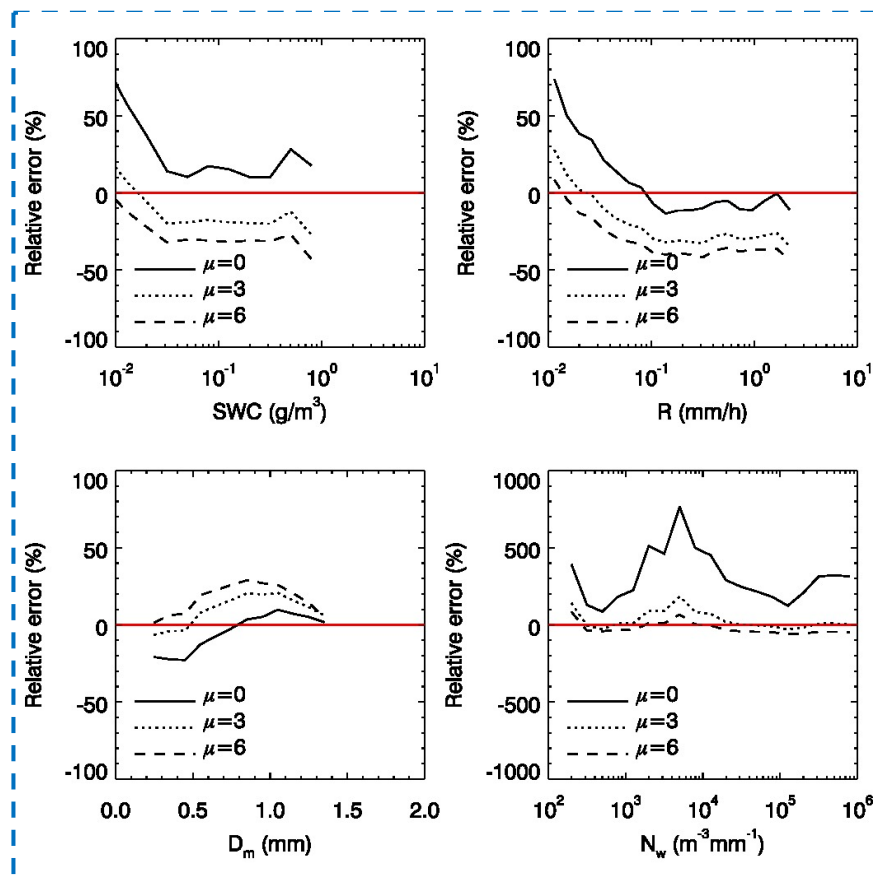 100
50
0
-50
-100
Relative error (%)
μ=0
μ=3
μ=6
10⁻² 10⁻¹ 10⁰ 10¹
SWC (g/m³)
100
50
0
-50
-100
Relative error (%)
μ=0
μ=3
μ=6
10⁻² 10⁻¹ 10⁰ 10¹
R (mm/h)
100
50
0
-50
-100
Relative error (%)
μ=0
μ=3
μ=6
0.0 0.5 1.0 1.5 2.0
Dₘ (mm)
1000
500
0
-500
-1000
Relative error (%)
μ=0
μ=3
μ=6
10² 10³ 10⁴ 10⁵ 10⁶
N_w (m⁻³mm⁻¹)